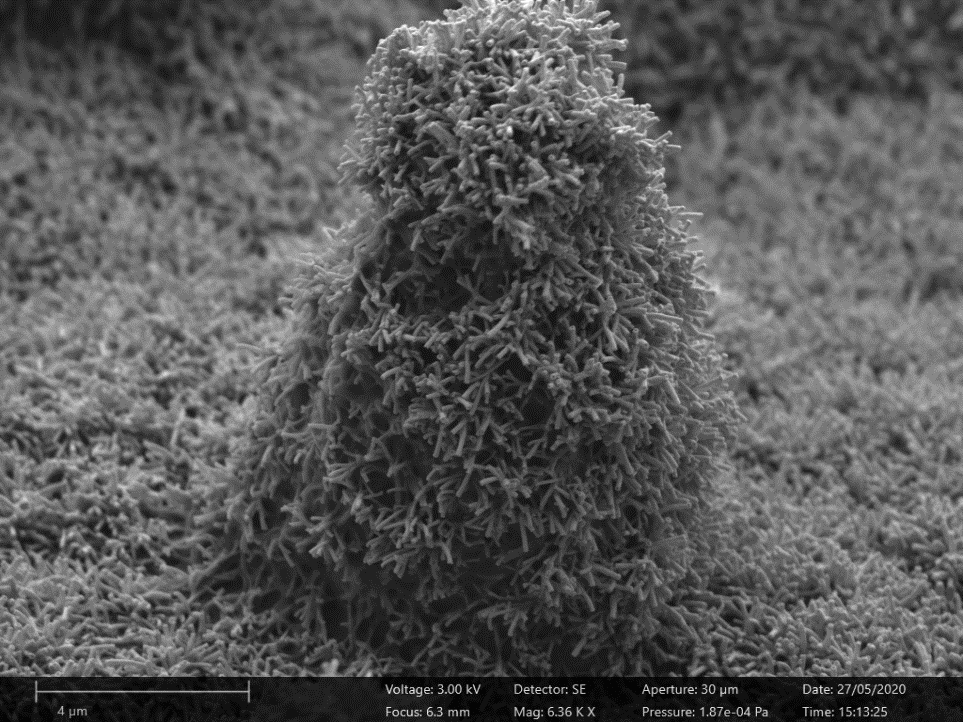 Voltage: 3.00 kV Detector: SE Aperture: 30 µm Date: 27/05/2020
4 µm Focus: 6.3 mm Mag: 6.36 K X Pressure: 1.87e-04 Pa Time: 15:13:25